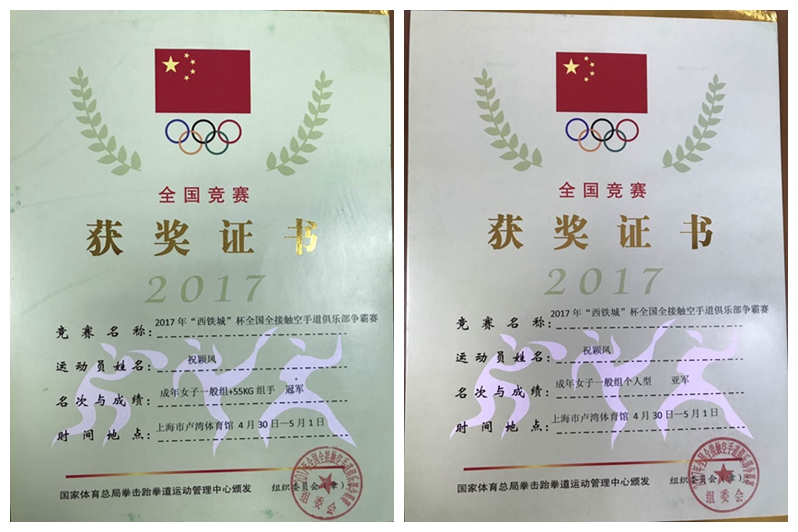 全国竞赛
获奖证书
2017
竞赛名称：2017年“西铁城”杯全国全接触空手道俱乐部争霸赛
运动员姓名：祝颖凤
名次与成绩：成年女子一般组+55KG组手 冠军
时间地点：上海市卢湾体育馆 4月30日—5月1日
国家体育总局拳击跆拳道运动管理中心颁发 组织委员会（章）
组委会
全国竞赛
获奖证书
2017
竞赛名称：2017年“西铁城”杯全国全接触空手道俱乐部争霸赛
运动员姓名：祝颖凤
名次与成绩：成年女子一般组个人型 亚军
时间地点：上海市卢湾体育馆 4月30日—5月1日
国家体育总局拳击跆拳道运动管理中心颁发 组织委员会（章）
组委会